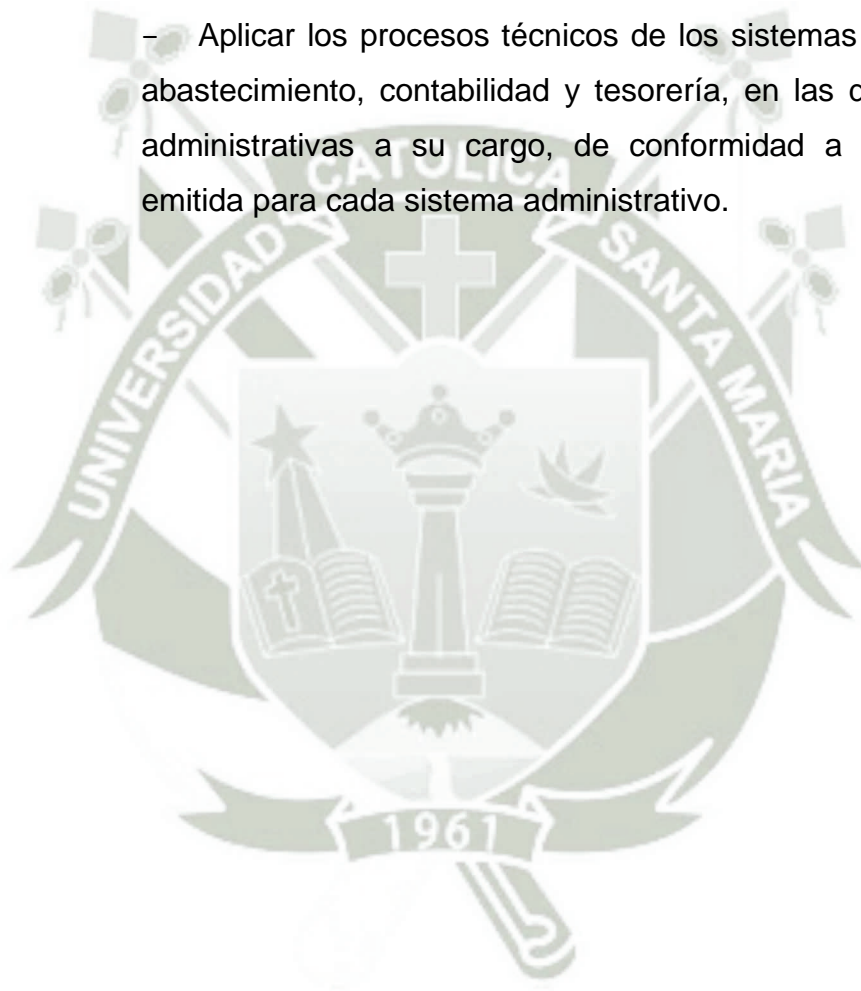 – Aplicar los procesos técnicos de los sistemas
abastecimiento, contabilidad y tesorería, en las
administrativas a su cargo, de conformidad a
emitida para cada sistema administrativo.
UNIVERSIDAD CATOLICA SANTA MARIA
1961